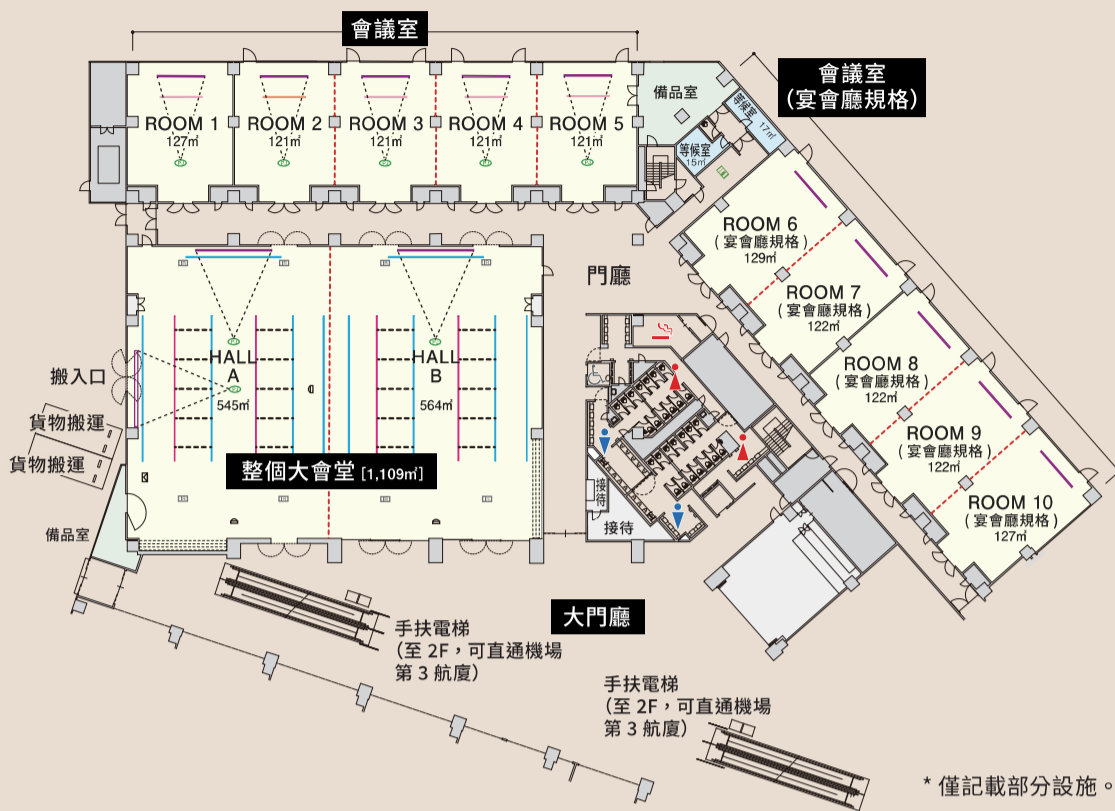 會議室
ROOM 1
127㎡
ROOM 2
121㎡
ROOM 3
121㎡
ROOM 4
121㎡
ROOM 5
121㎡
備品室
等候室
17㎡
等候室
15㎡
會議室
(宴會廳規格)
ROOM 6
(宴會廳規格)
129㎡
ROOM 7
(宴會廳規格)
122㎡
ROOM 8
(宴會廳規格)
122㎡
ROOM 9
(宴會廳規格)
122㎡
ROOM 10
(宴會廳規格)
127㎡
門廳
HALL
A
545㎡
HALL
B
564㎡
整個大會堂 [1,109㎡]
搬入口
貨物搬運
貨物搬運
備品室
接待
接待
大門廳
手扶電梯
(至 2F,可直通機場
第 3 航廈)
手扶電梯
(至 2F,可直通機場
第 3 航廈)
* 僅記載部分設施。